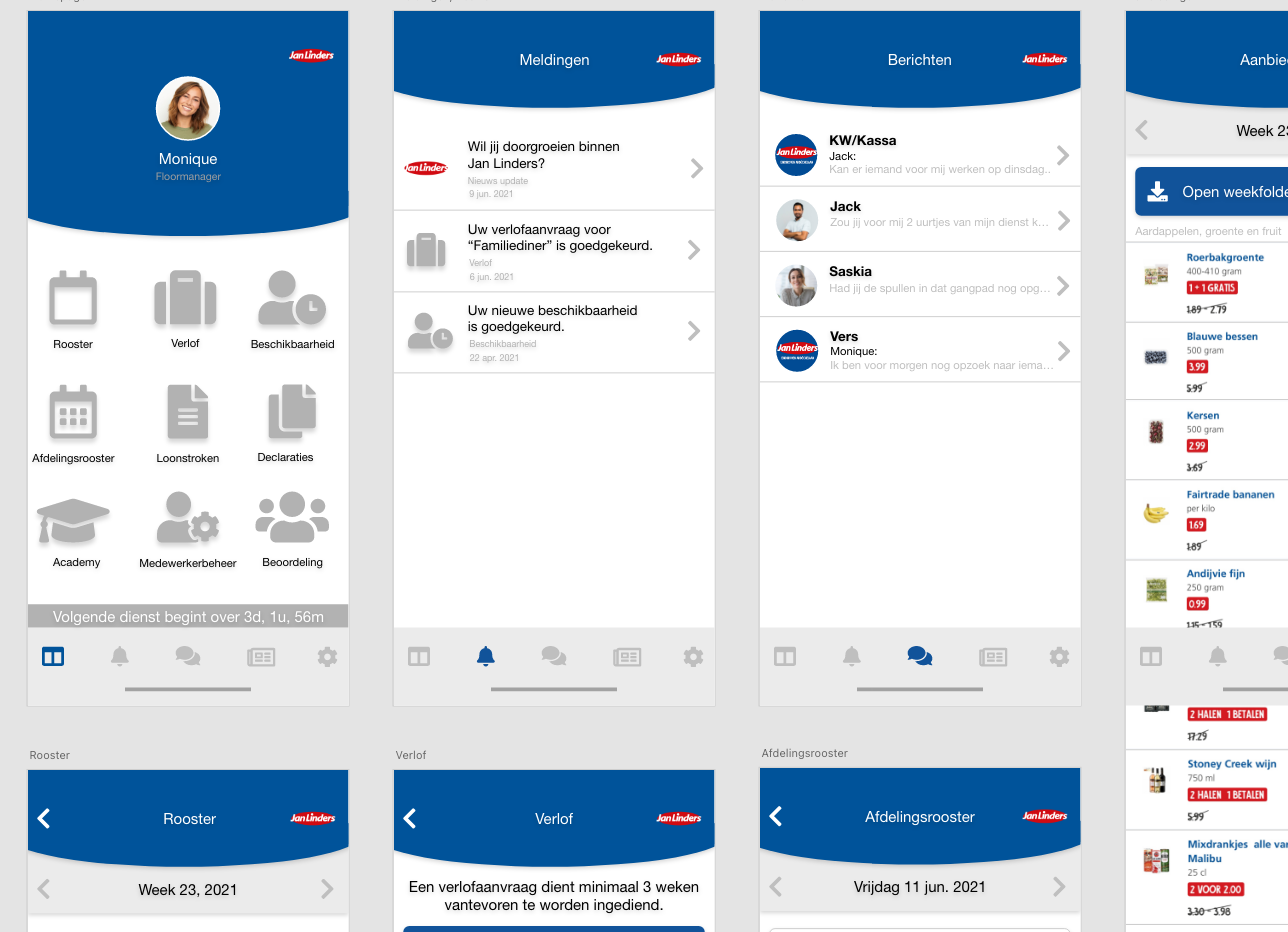 Jan Linders
Monique
Floormanager
Rooster
Verlof
Beschikbaarheid
Afdelingsrooster
Loonstroken
Declaraties
Academy
Medewerkerbeheer
Beoordeling
Volgende dienst begint over 3d, 1u, 56m
Meldingen
Jan Linders
Jan Linders
Wil jij doorgroeien binnen
Jan Linders?
Nieuws update
9 jun. 2021
Uw verlofaanvraag voor
“Familiediner” is goedgekeurd.
Verlof
6 jun. 2021
Uw nieuwe beschikbaarheid
is goedgekeurd.
Beschikbaarheid
22 apr. 2021
Berichten
Jan Linders
Jan Linders
KW/Kassa
Jack:
Kan er iemand voor mij werken op dinsdag..
Jack
Zou jij voor mij 2 uurtjes van mijn dienst k...
Saskia
Had jij de spullen in dat gangpad nog opg...
Jan Linders
Vers
Monique:
Ik ben voor morgen nog opzoek naar iema...
Aanbie
Week 23
Open weekfolde
Aardappelen, groente en fruit
Roerbakgroente
400-410 gram
1+1 GRATIS
1.89 - 2.79
Blauwe bessen
500 gram
3.99
5.99
Kersen
500 gram
2.99
3.69
Fairtrade bananen
per kilo
1.69
1.89
Andijvie fijn
250 gram
0.99
1.15 - 1.59
2 HALEN 1 BETALEN
17.29
Stoney Creek wijn
750 ml
2 HALEN 1 BETALEN
5.99
Mixdrankjes alle va
Malibu
25 cl
2 VOOR 2.00
3.30 - 3.98
Rooster
Rooster
Jan Linders
Week 23, 2021
Verlof
Verlof
Jan Linders
Een verlofaanvraag dient minimaal 3 weken
vantevoren te worden ingediend.
Afdelingsrooster
Afdelingsrooster
Jan Linders
Vrijdag 11 jun. 2021